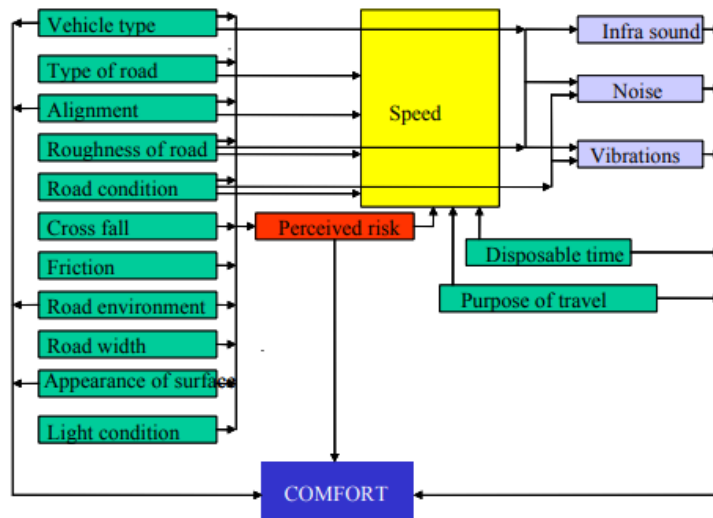 Vehicle type
Type of road
Alignment
Roughness of road
Road condition
Cross fall
Friction
Road environment
Road width
Appearance of surface
Light condition
Speed
Perceived risk
Infra sound
Noise
Vibrations
Disposable time
Purpose of travel
COMFORT